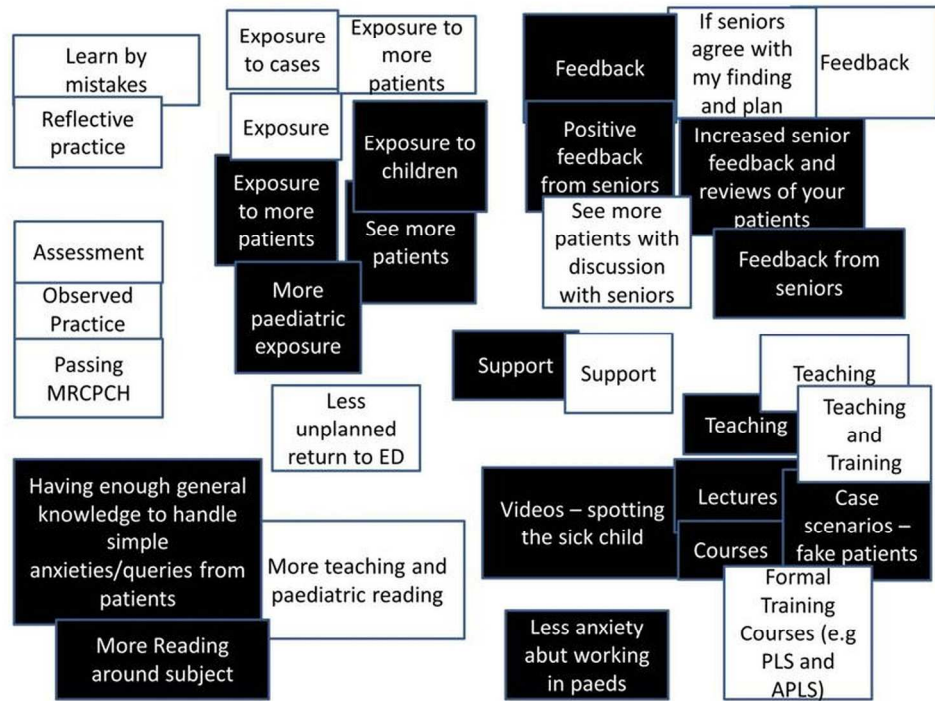 Learn by
mistakes
Reflective
practice
Exposure
to cases
Exposure to
more
patients
Exposure
Exposure to
children
Exposure
to more
patients
See more
patients
More
paediatric
exposure
Feedback
If seniors
agree with
my finding
and plan
Feedback
Positive
feedback
from seniors
Increased senior
feedback and
reviews of your
patients
See more
patients with
discussion
with seniors
Feedback from
seniors
Assessment
Observed
Practice
Passing
MRCPCH
Less
unplanned
return to ED
Support
Support
Teaching
Teaching
Teaching
and
Training
Having enough general
knowledge to handle
simple
anxieties/queries from
patients
More teaching and
paediatric reading
More Reading
around subject
Videos – spotting
the sick child
Lectures
Courses
Case
scenarios –
fake patients
Formal
Training
Courses (e.g
PLS and
APLS)
Less anxiety
abut working
in paeds